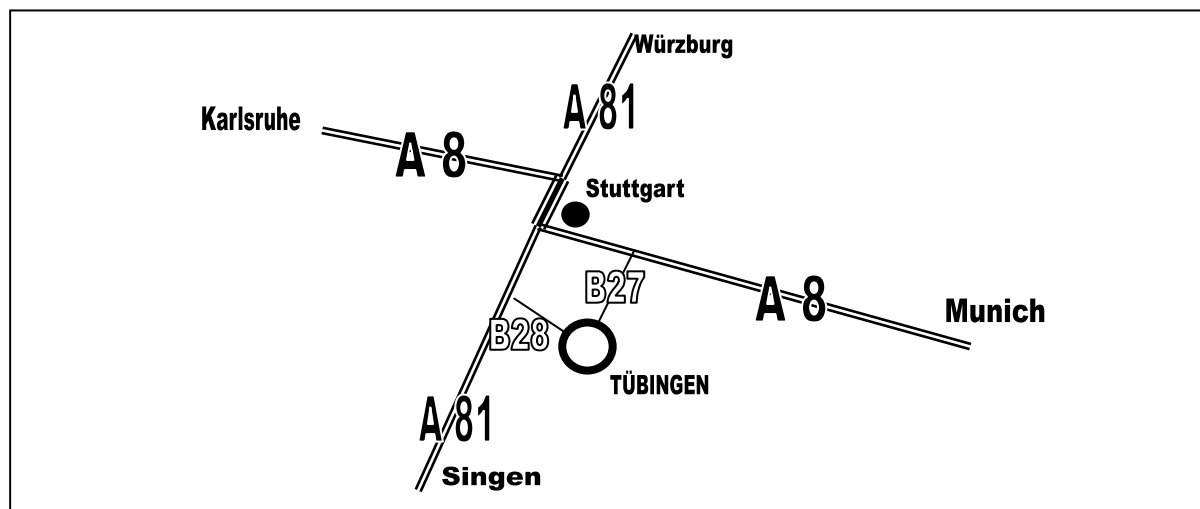 Würzburg
A 81
Karlsruhe
A 8
Stuttgart
B27
A 8
Munich
B28
TÜBINGEN
A 81
Singen